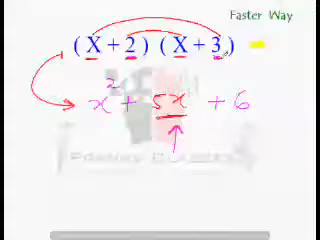 Faster Way
(X+2) (X+3) =
x² + 5x + 6